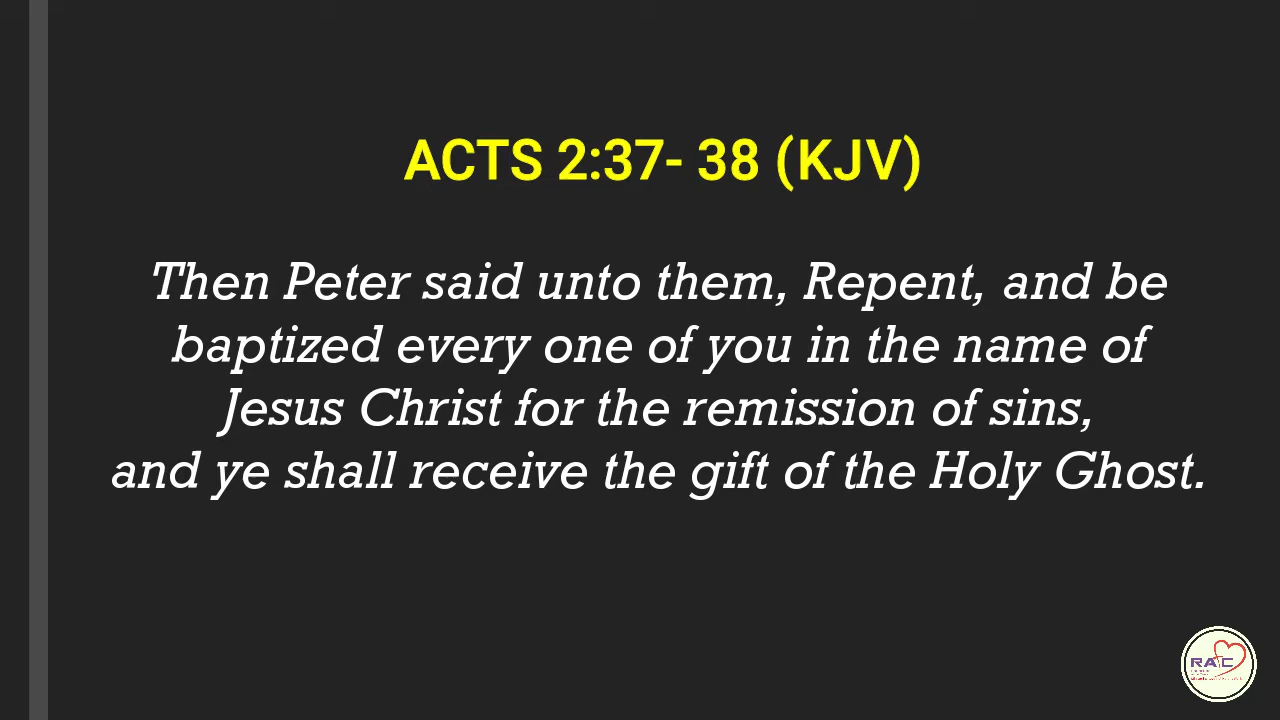 ACTS 2:37- 38 (KJV)
Then Peter said unto them, Repent, and be
baptized every one of you in the name of
Jesus Christ for the remission of sins,
and ye shall receive the gift of the Holy Ghost.
RAFC